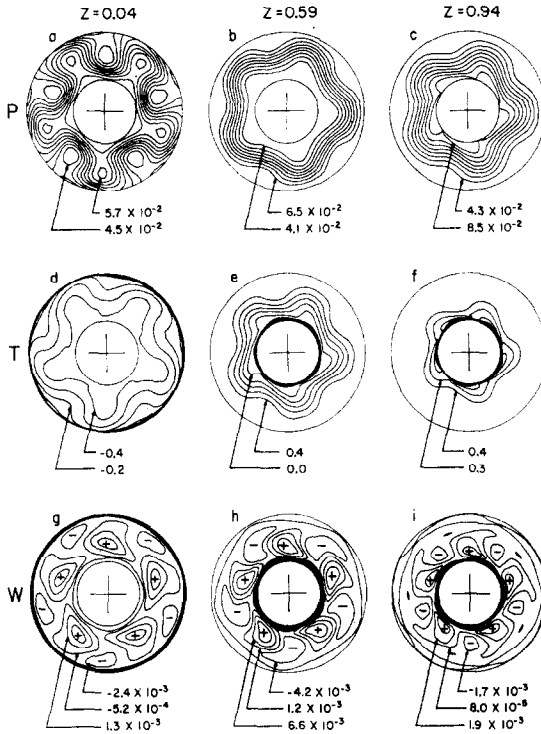 Z = 0.04 Z = 0.59 Z = 0.94
a b c
P
5.7 X 10⁻² 6.5 X 10⁻² 4.3 X 10⁻²
4.5 X 10⁻² 4.1 X 10⁻² 8.5 X 10⁻²
d e f
T
-0.4 0.4 0.4
-0.2 0.0 0.3
g h i
W
-2.4 X 10⁻³ -4.2 X 10⁻³ -1.7 X 10⁻³
-5.2 X 10⁻⁴ 1.2 X 10⁻³ 8.0 X 10⁻⁵
1.3 X 10⁻³ 6.6 X 10⁻³ 1.9 X 10⁻³